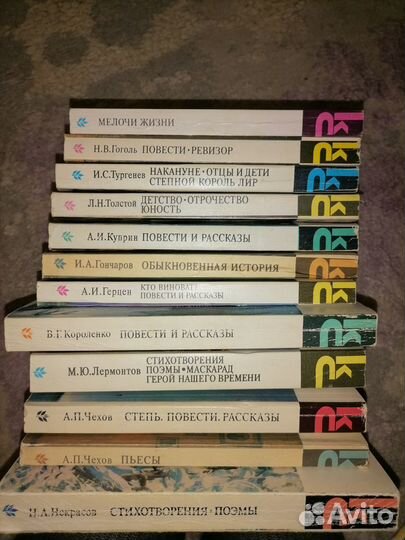 МЕЛОЧИ ЖИЗНИ
Н.В.Гоголь ПОВЕСТИ·РЕВИЗОР
И.С.Тургенев НАКАНУНЕ·ОТЦЫ И ДЕТИ
СТЕПНОЙ КОРОЛЬ ЛИР
Л.Н.Толстой ДЕТСТВО·ОТРОЧЕСТВО
ЮНОСТЬ
А.И.Куприн ПОВЕСТИ И РАССКАЗЫ
И.А.Гончаров ОБЫКНОВЕННАЯ ИСТОРИЯ
А.И.Герцен КТО ВИНОВАТ?
ПОВЕСТИ И РАССКАЗЫ
В.Г.Короленко ПОВЕСТИ И РАССКАЗЫ
СТИХОТВОРЕНИЯ
М.Ю.Лермонтов ПОЭМЫ·МАСКАРАД
ГЕРОЙ НАШЕГО ВРЕМЕНИ
А.П.Чехов СТЕПЬ. ПОВЕСТИ. РАССКАЗЫ
А.П.Чехов ПЬЕСЫ
Н.А.Некрасов СТИХОТВОРЕНИЯ·ПОЭМЫ
Avito